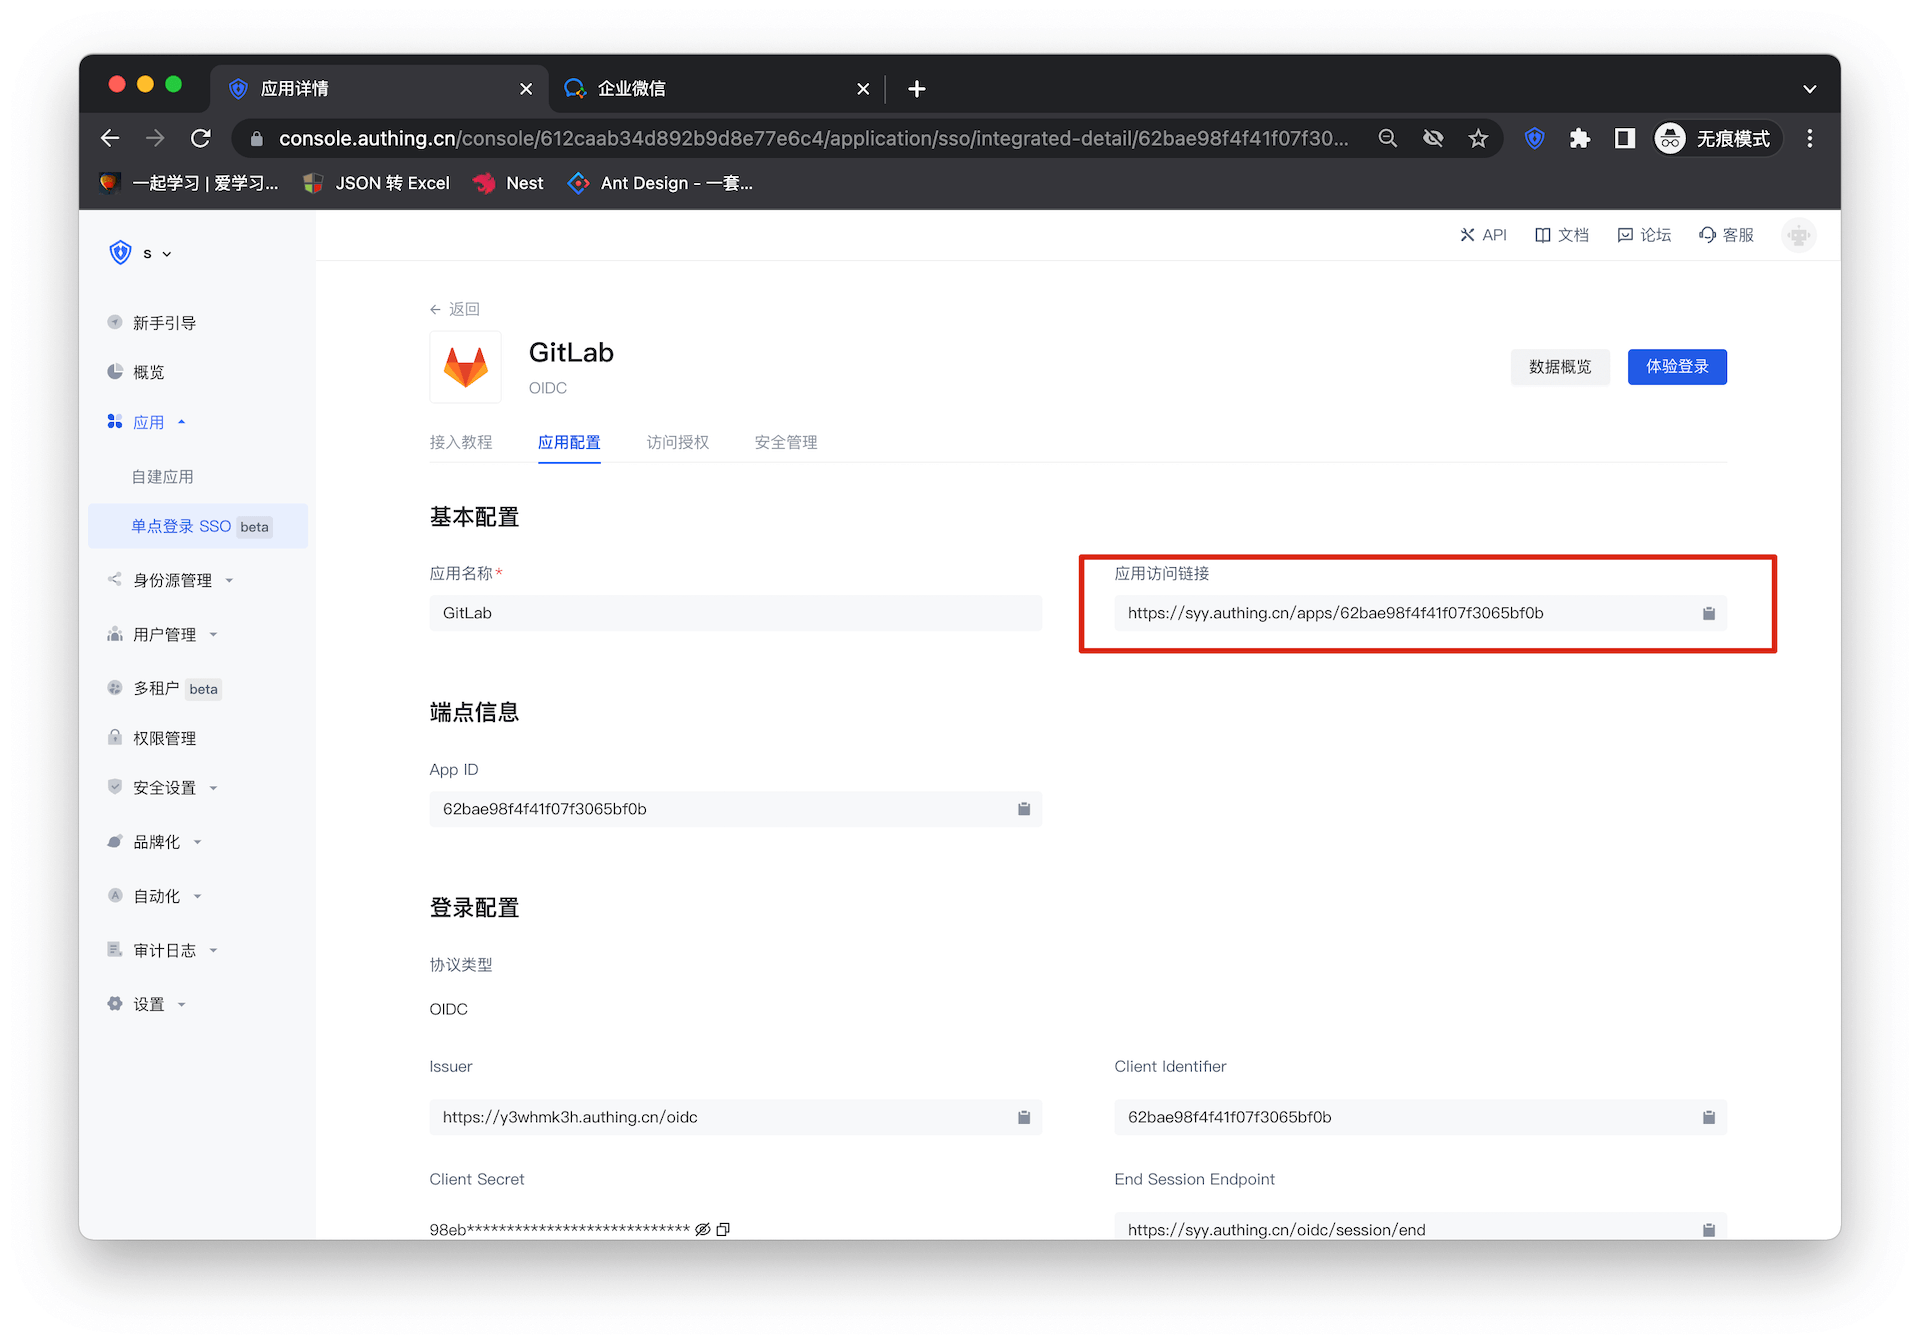 应用详情
企业微信
console.authing.cn/console/612caab34d892b9d8e77e6c4/application/sso/integrated-detail/62bae98f4f41f07f30...
无痕模式
一起学习 | 爱学习...
JSON 转 Excel
Nest
Ant Design - 一套...
s
API
文档
论坛
客服
新手引导
概览
应用
自建应用
单点登录 SSO beta
身份源管理
用户管理
多租户 beta
权限管理
安全设置
品牌化
自动化
审计日志
设置
返回
GitLab
OIDC
数据概览
体验登录
接入教程
应用配置
访问授权
安全管理
基本配置
应用名称*
GitLab
应用访问链接
https://syy.authing.cn/apps/62bae98f4f41f07f3065bf0b
端点信息
App ID
62bae98f4f41f07f3065bf0b
登录配置
协议类型
OIDC
Issuer
https://y3whmk3h.authing.cn/oidc
Client Identifier
62bae98f4f41f07f3065bf0b
Client Secret
98eb****************************
End Session Endpoint
https://syy.authing.cn/oidc/session/end